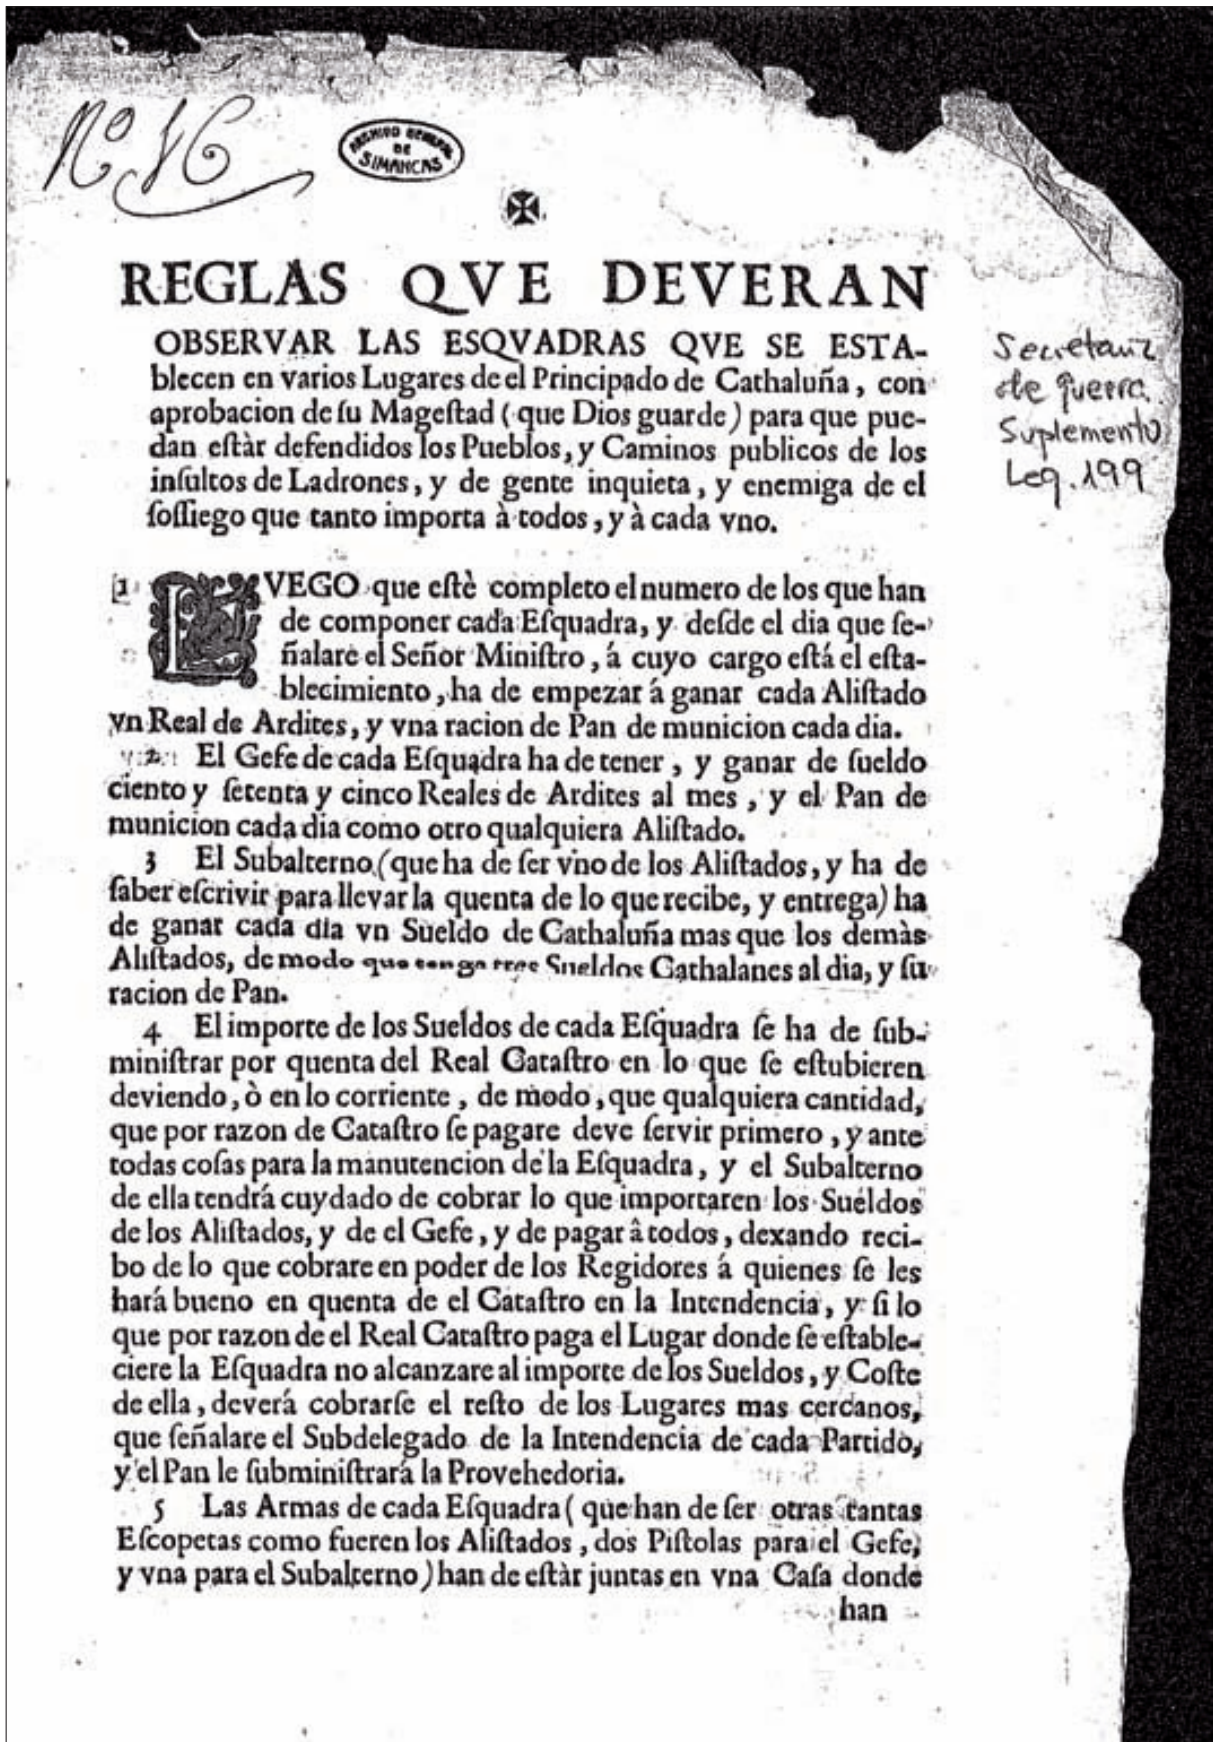 Nº 16
ARCHIVO GENERAL
DE
SIMANCAS
REGLAS QVE DEVERAN
OBSERVAR LAS ESQVADRAS QVE SE ESTA-
blecen en varios Lugares de el Principado de Cathaluña, con
aprobacion de ſu Mageſtad (que Dios guarde) para que pue-
dan eſtàr defendidos los Pueblos, y Caminos publicos de los
inſultos de Ladrones, y de gente inquieta, y enemiga de el
ſoſſiego que tanto importa à todos, y à cada vno.
Secretaria
de guerra.
Suplemento
Leg. 199
1 LVEGO que eſtè completo el numero de los que han
de componer cada Eſquadra, y deſde el dia que ſe-
ñalare el Señor Miniſtro, á cuyo cargo eſtá el eſta-
blecimiento, ha de empezar á ganar cada Aliſtado
vn Real de Ardites, y vna racion de Pan de municion cada dia.
2 El Gefe de cada Eſquadra ha de tener, y ganar de ſueldo
ciento y ſetenta y cinco Reales de Ardites al mes, y el Pan de
municion cada dia como otro qualquiera Aliſtado.
3 El Subalterno (que ha de ſer vno de los Aliſtados, y ha de
ſaber eſcrivir para llevar la quenta de lo que recibe, y entrega) ha
de ganar cada dia vn Sueldo de Cathaluña mas que los demàs
Aliſtados, de modo que tenga tres Sueldos Cathalanes al dia, y ſu
racion de Pan.
4 El importe de los Sueldos de cada Eſquadra ſe ha de ſub-
miniſtrar por quenta del Real Cataſtro en lo que ſe eſtubieren
deviendo, ò en lo corriente, de modo, que qualquiera cantidad,
que por razon de Cataſtro ſe pagare deve ſervir primero, y ante
todas coſas para la manutencion de la Eſquadra, y el Subalterno
de ella tendrá cuydado de cobrar lo que importaren los Sueldos
de los Aliſtados, y de el Gefe, y de pagar â todos, dexando reci-
bo de lo que cobrare en poder de los Regidores á quienes ſe les
hará bueno en quenta de el Cataſtro en la Intendencia, y ſi lo
que por razon de el Real Cataſtro paga el Lugar donde ſe eſtable-
ciere la Eſquadra no alcanzare al importe de los Sueldos, y Coſte
de ella, deverá cobrarſe el reſto de los Lugares mas cercanos,
que ſeñalare el Subdelegado de la Intendencia de cada Partido,
y el Pan le ſubminiſtrará la Provehedoria.
5 Las Armas de cada Eſquadra (que han de ſer otras tantas
Eſcopetas como fueren los Aliſtados, dos Piſtolas para el Gefe,
y vna para el Subalterno) han de eſtàr juntas en vna Caſa donde
han